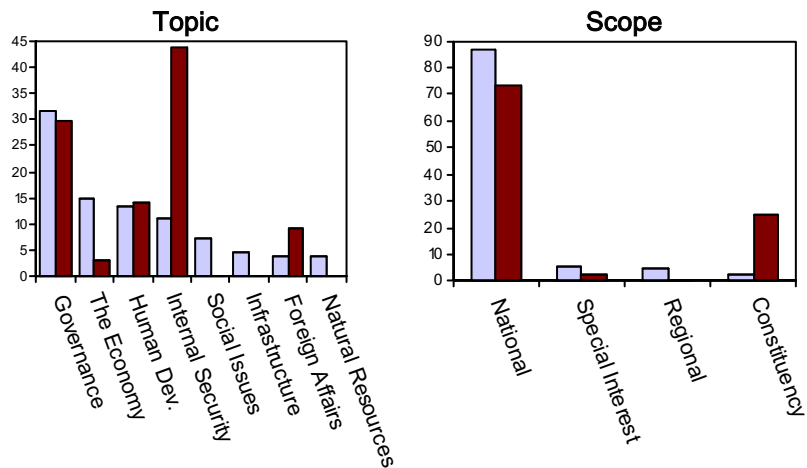 Topic
45
40
35
30
25
20
15
10
5
0
Governance
The Economy
Human Dev.
Internal Security
Social Issues
Infrastructure
Foreign Affairs
Natural Resources
Scope
90
80
70
60
50
40
30
20
10
0
National
Special Interest
Regional
Constituency